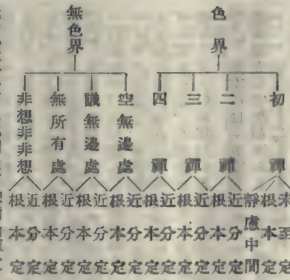 色界
初禪
未至定
根本定
靜慮中間
二禪
近分定
根本定
三禪
近分定
根本定
四禪
近分定
根本定
無色界
空無邊處
近分定
根本定
識無邊處
近分定
根本定
無所有處
近分定
根本定
非想非非想
近分定
根本定